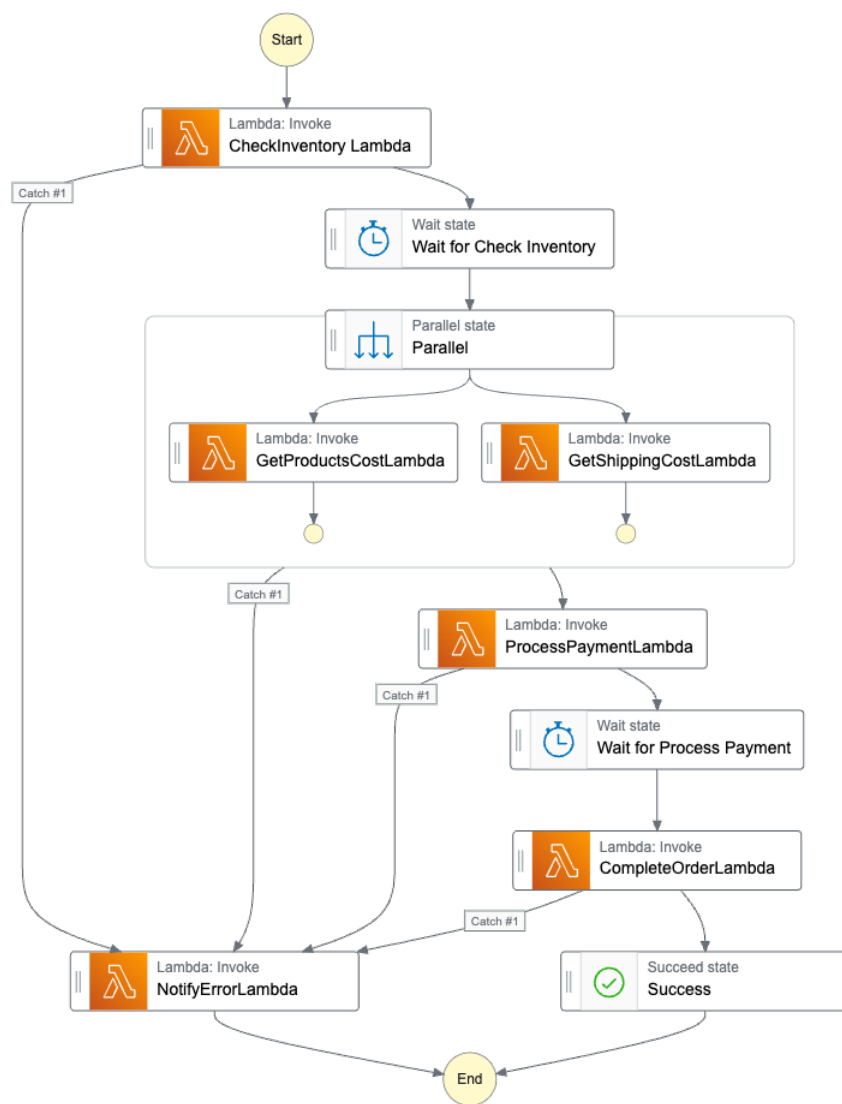 Start
Lambda: Invoke
CheckInventory Lambda
Catch #1
Wait state
Wait for Check Inventory
Parallel state
Parallel
Lambda: Invoke
GetProductsCostLambda
Lambda: Invoke
GetShippingCostLambda
Catch #1
Lambda: Invoke
ProcessPaymentLambda
Catch #1
Wait state
Wait for Process Payment
Lambda: Invoke
CompleteOrderLambda
Catch #1
Lambda: Invoke
NotifyErrorLambda
Succeed state
Success
End